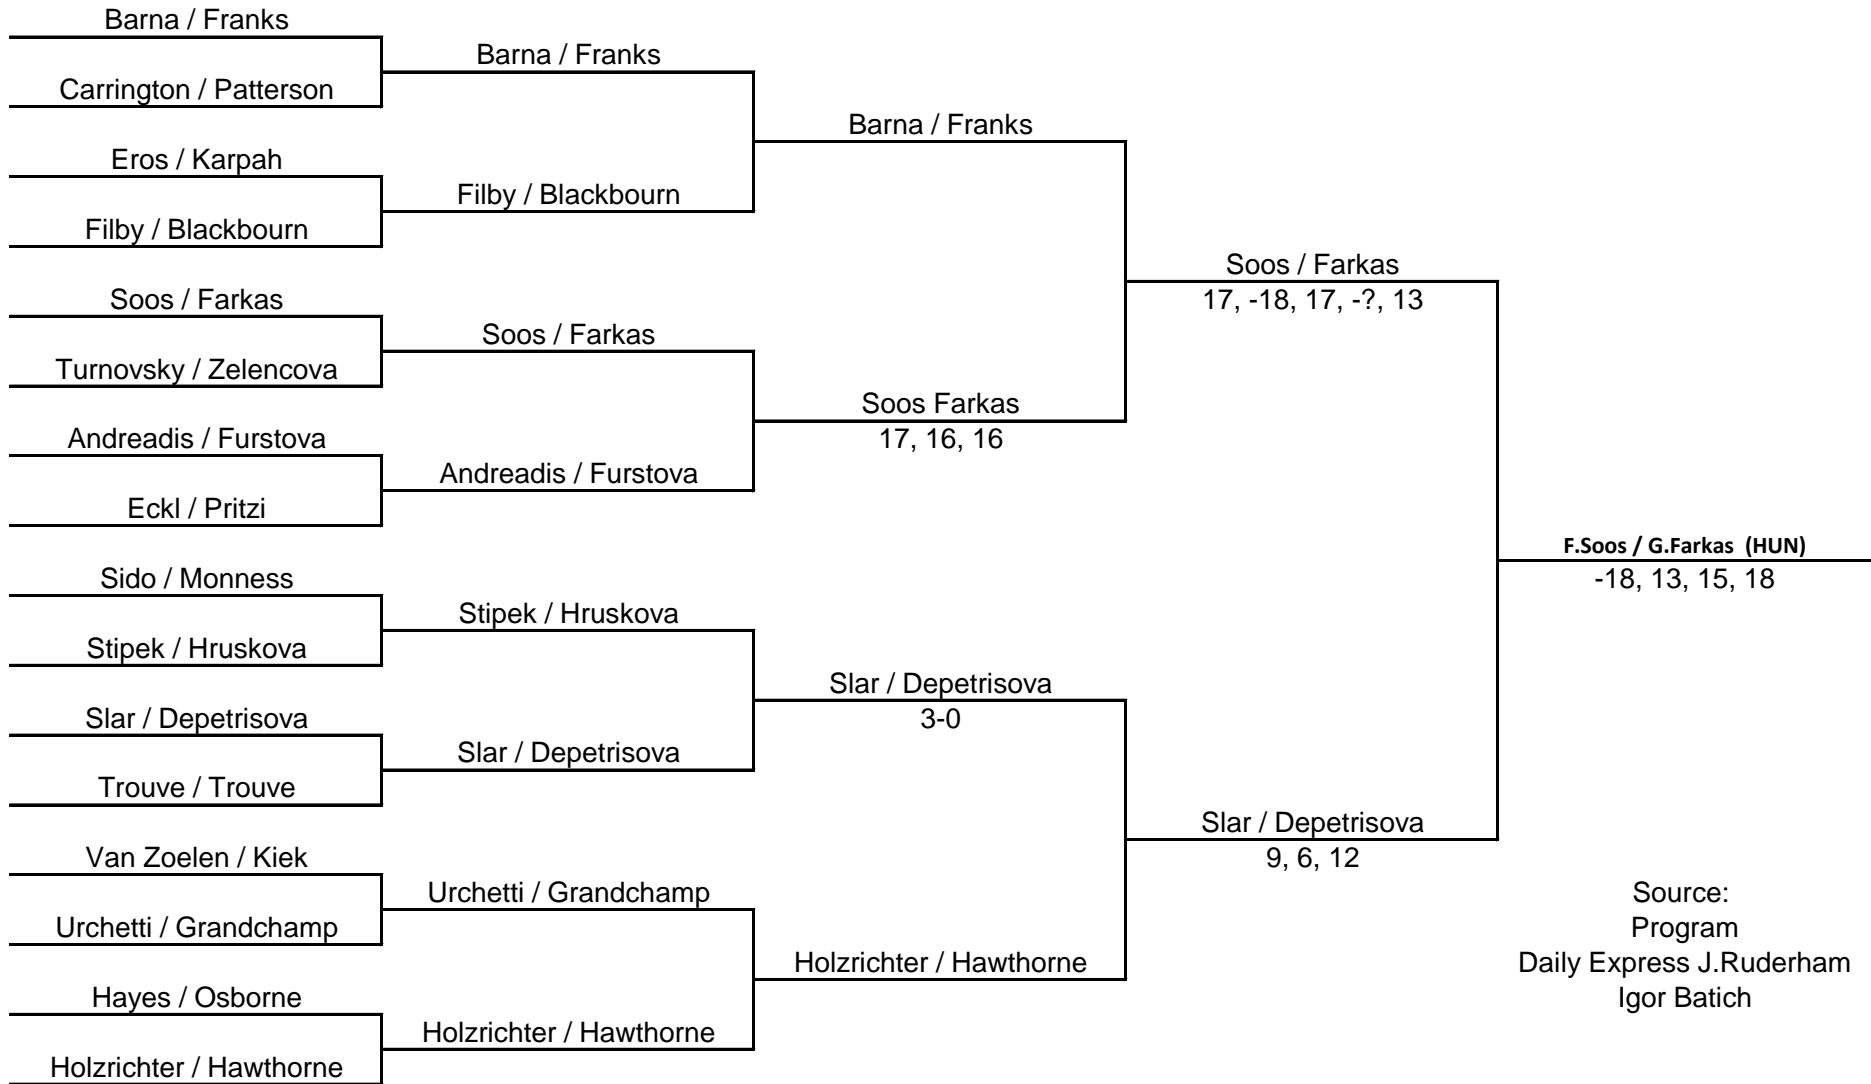 Barna / Franks
Carrington / Patterson
Eros / Karpah
Filby / Blackbourn
Soos / Farkas
Turnovsky / Zelencova
Andreadis / Furstova
Eckl / Pritzi
Sido / Monness
Stipek / Hruskova
Slar / Depetrisova
Trouve / Trouve
Van Zoelen / Kiek
Urchetti / Grandchamp
Hayes / Osborne
Holzrichter / Hawthorne
Barna / Franks
Filby / Blackbourn
Soos / Farkas
Andreadis / Furstova
Stipek / Hruskova
Slar / Depetrisova
Urchetti / Grandchamp
Holzrichter / Hawthorne
Barna / Franks
Soos Farkas
17, 16, 16
Slar / Depetrisova
3-0
Holzrichter / Hawthorne
Soos / Farkas
17, -18, 17, -?, 13
Slar / Depetrisova
9, 6, 12
F.Soos / G.Farkas (HUN)
-18, 13, 15, 18
Source:
Program
Daily Express J.Ruderham
Igor Batich